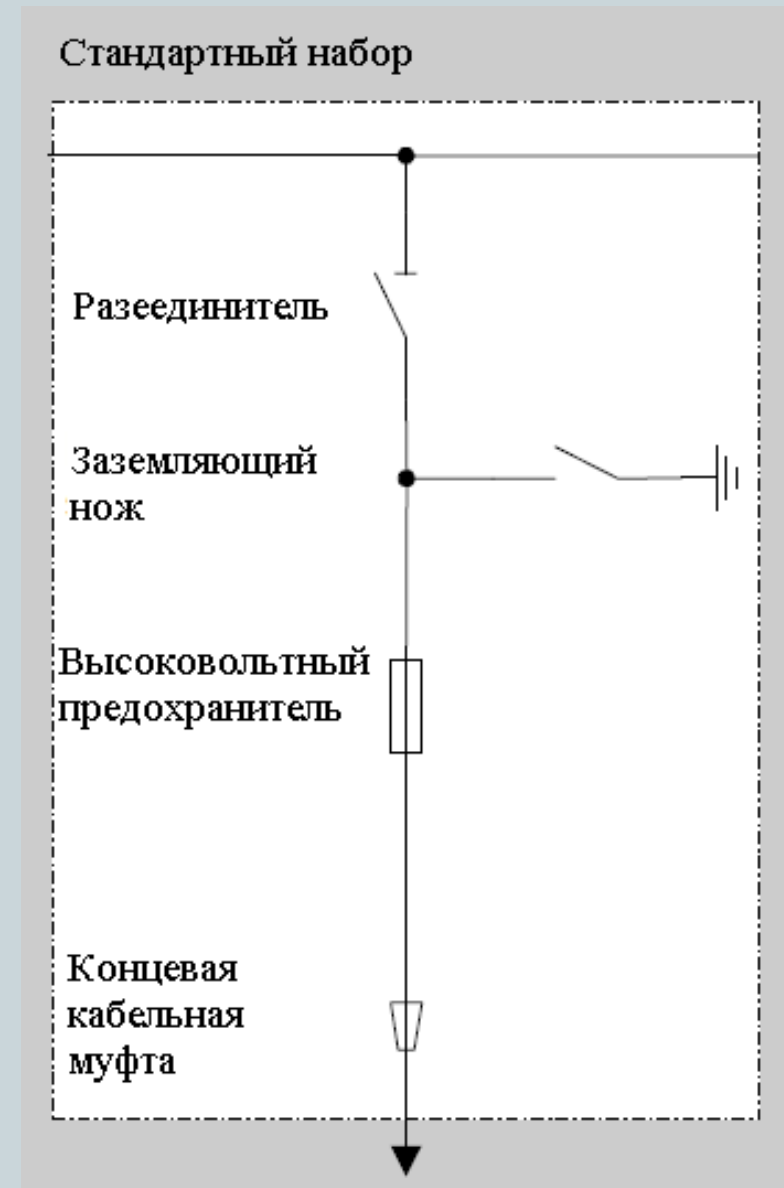 Стандартный набор
Разеединитель
Заземляющий
нож
Высоковольтный
предохранитель
Концевая
кабельная
муфта